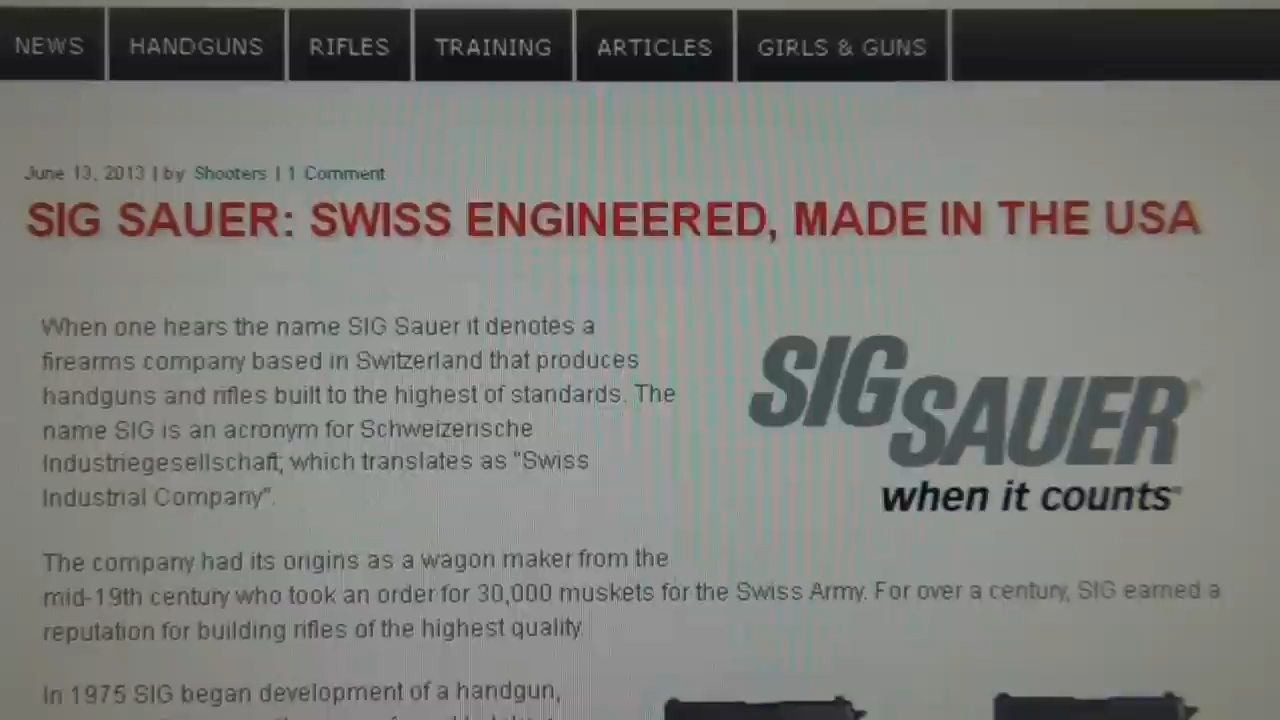 NEWS HANDGUNS RIFLES TRAINING ARTICLES GIRLS & GUNS
June 13, 2013 | by Shooters | 1 Comment
SIG SAUER: SWISS ENGINEERED, MADE IN THE USA
When one hears the name SIG Sauer it denotes a
firearms company based in Switzerland that produces
handguns and rifles built to the highest of standards. The
name SIG is an acronym for Schweizerische
Industriegesellschaft, which translates as "Swiss
Industrial Company".
SIG SAUER
when it counts
The company had its origins as a wagon maker from the
mid-19th century who took an order for 30,000 muskets for the Swiss Army. For over a century, SIG earned a
reputation for building rifles of the highest quality.
In 1975 SIG began development of a handgun,